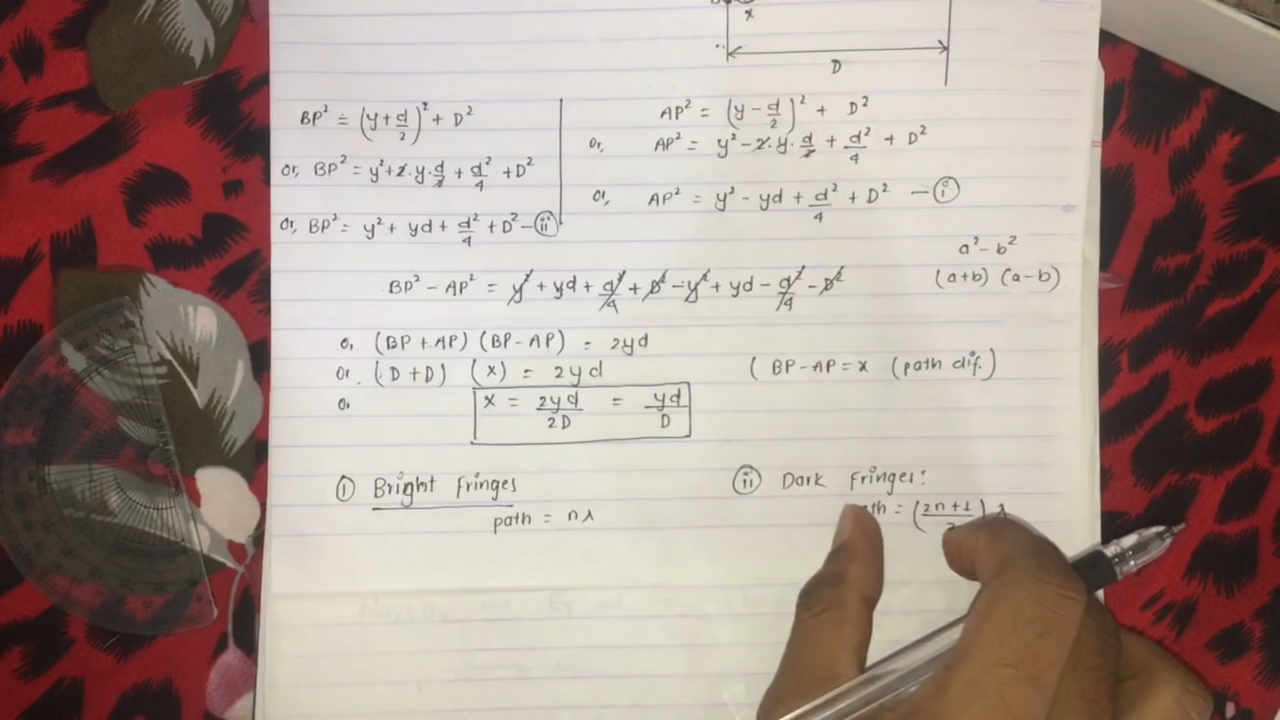 x
D
BP² = (y + d/2)² + D²
or, BP² = y² + 2.y.d/2 + d²/4 + D²
or, BP² = y² + yd + d²/4 + D² - (ii)
AP² = (y - d/2)² + D²
or, AP² = y² - 2.y.d/2 + d²/4 + D²
or, AP² = y² - yd + d²/4 + D² - (i)
a² - b²
(a+b) (a-b)
BP² - AP² = y² + yd + d²/4 + D² - y² + yd - d²/4 - D²
or (BP + AP) (BP - AP) = 2yd
or. (D + D) (x) = 2yd
( BP - AP = x (path dif.)
or x = 2yd/2D = yd/D
(i) Bright Fringes
path = nλ
(ii) Dark Fringes:
= (2n+1/2) λ